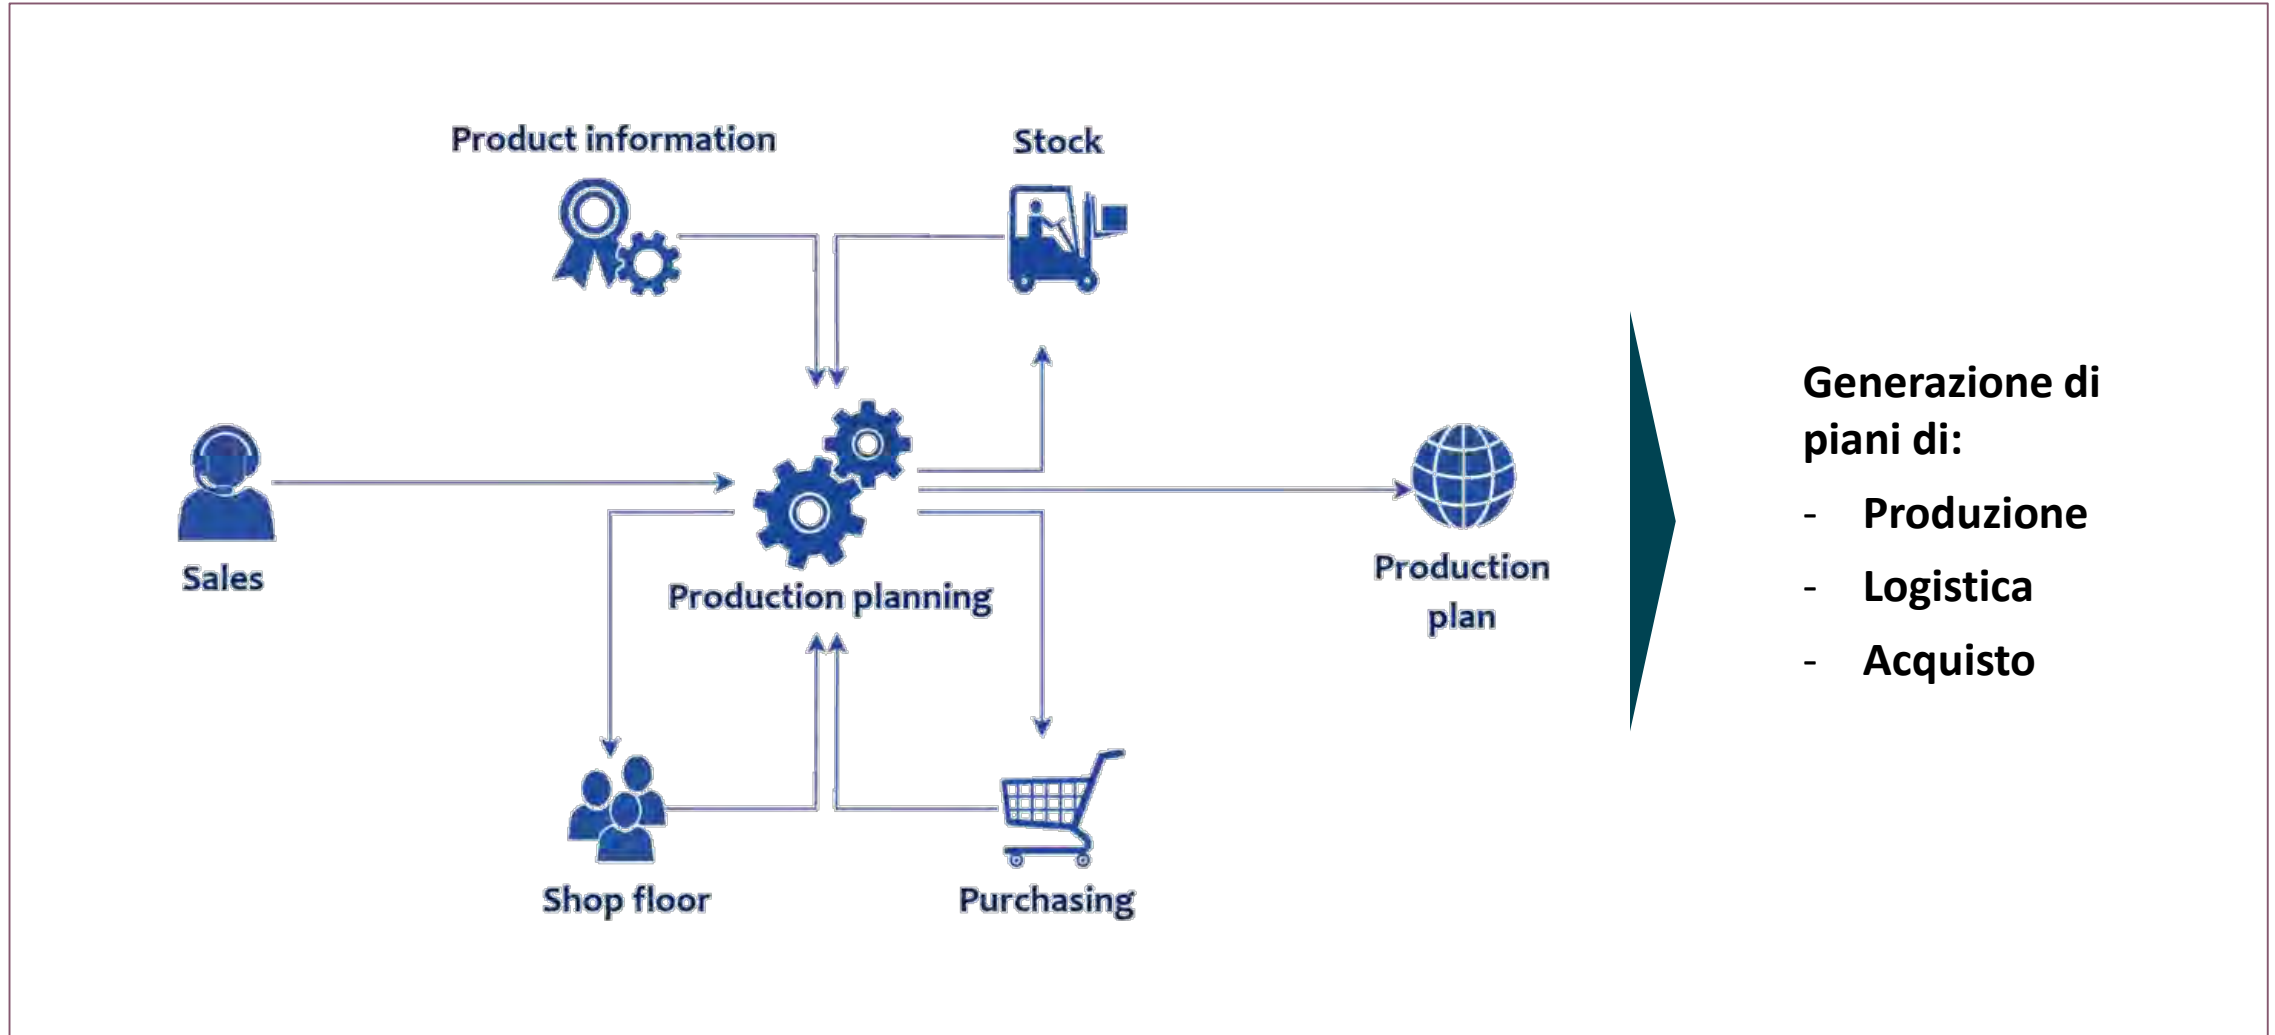 Product information
Stock
Sales
Production planning
Production
plan
Shop floor
Purchasing
Generazione di
piani di:
- Produzione
- Logistica
- Acquisto